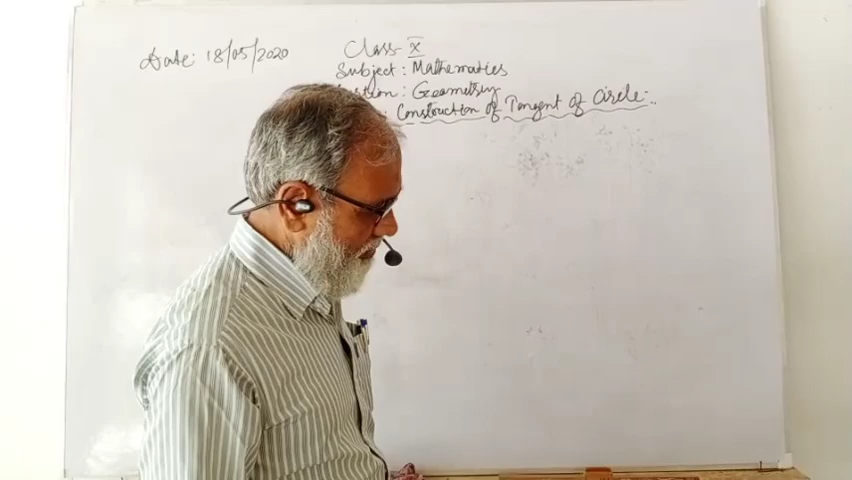 Date: 18/05/2020
Class- X
Subject: Mathematics
: Geometry
: Construction of Tangent of Circle:-